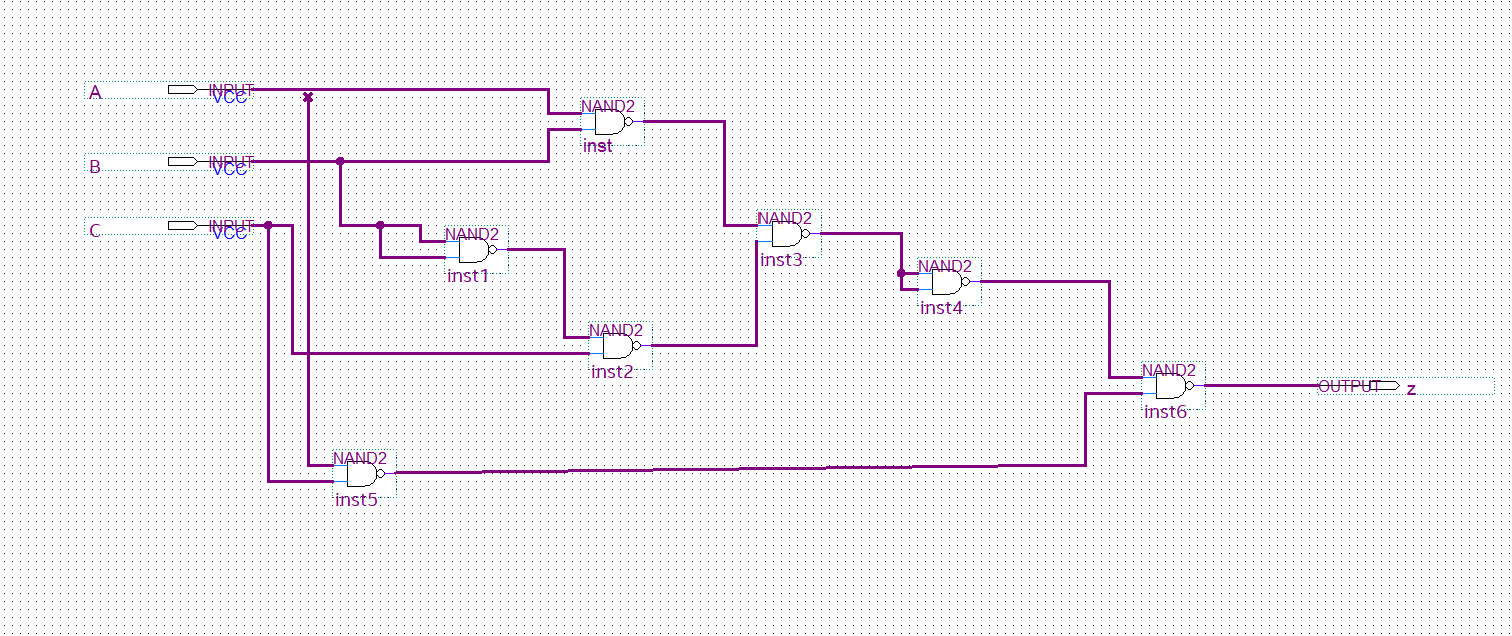 A INPUT
VCC
NAND2
inst
B INPUT
VCC
C INPUT
VCC
NAND2
inst1
NAND2
inst3
NAND2
inst4
NAND2
inst2
NAND2
inst6
OUTPUT z
NAND2
inst5